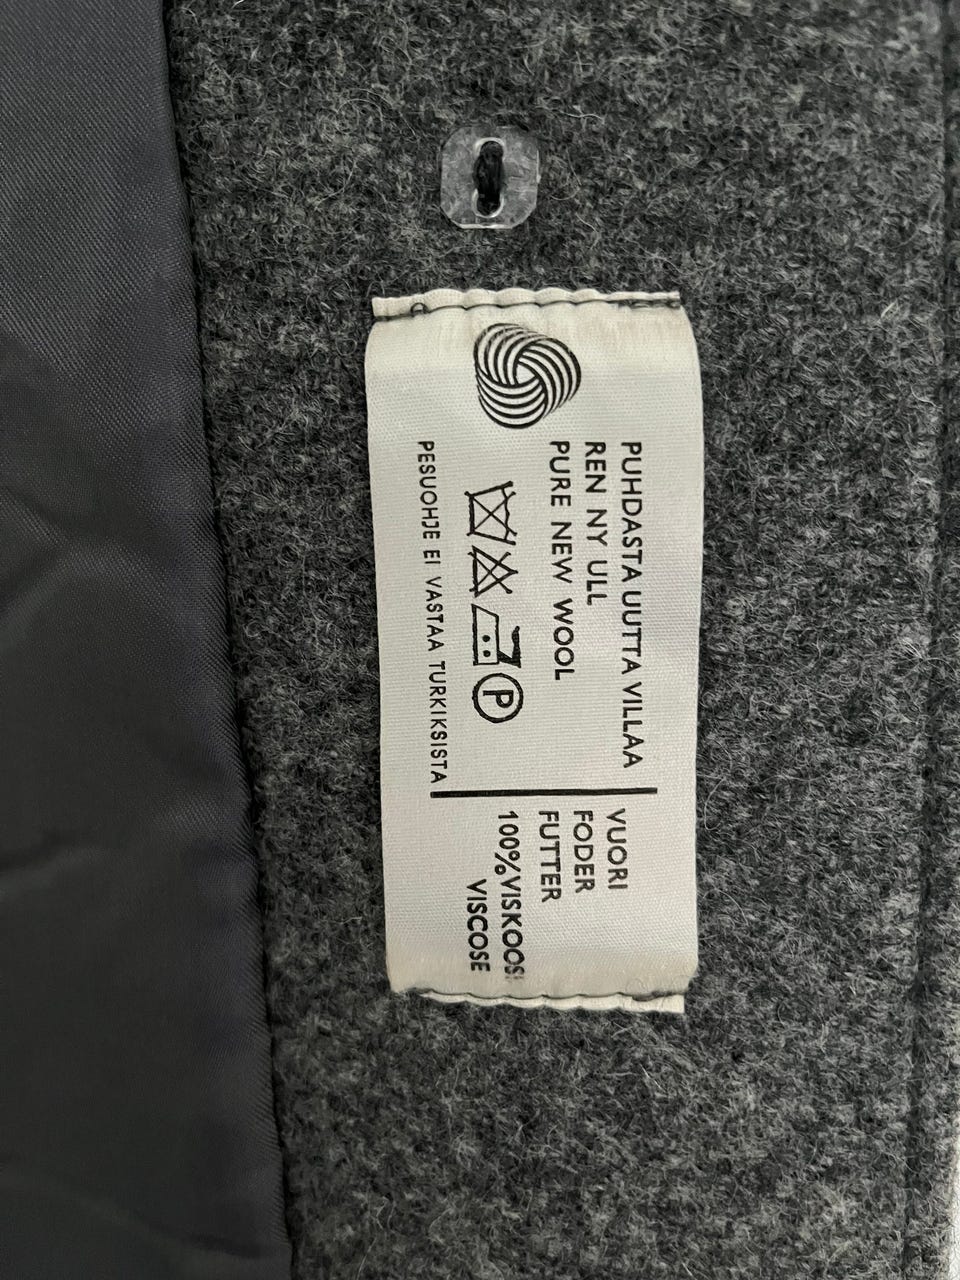 PUHDASTA UUTTA VILLAA
REN NY ULL
PURE NEW WOOL
P
PESUOHJE EI VASTAA TURKIKSISTA
VUORI
FODER
FUTTER
100% VISKOOSI
VISCOSE